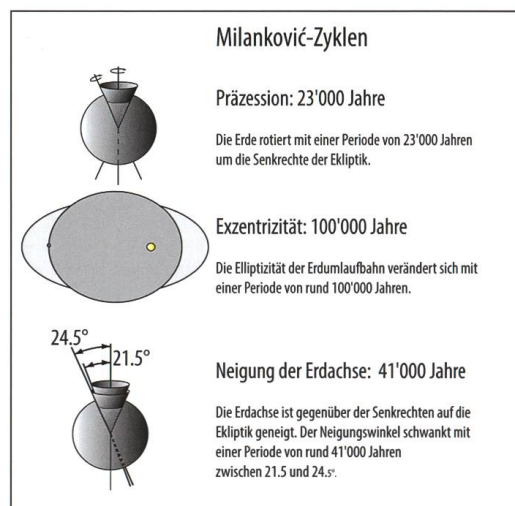 Milanković-Zyklen
Präzession: 23'000 Jahre
Die Erde rotiert mit einer Periode von 23'000 Jahren
um die Senkrechte der Ekliptik.
Exzentrizität: 100'000 Jahre
Die Elliptizität der Erdumlaufbahn verändert sich mit
einer Periode von rund 100'000 Jahren.
24.5°
21.5°
Neigung der Erdachse: 41'000 Jahre
Die Erdachse ist gegenüber der Senkrechten auf die
Ekliptik geneigt. Der Neigungswinkel schwankt mit
einer Periode von rund 41'000 Jahren
zwischen 21.5 und 24.5°.